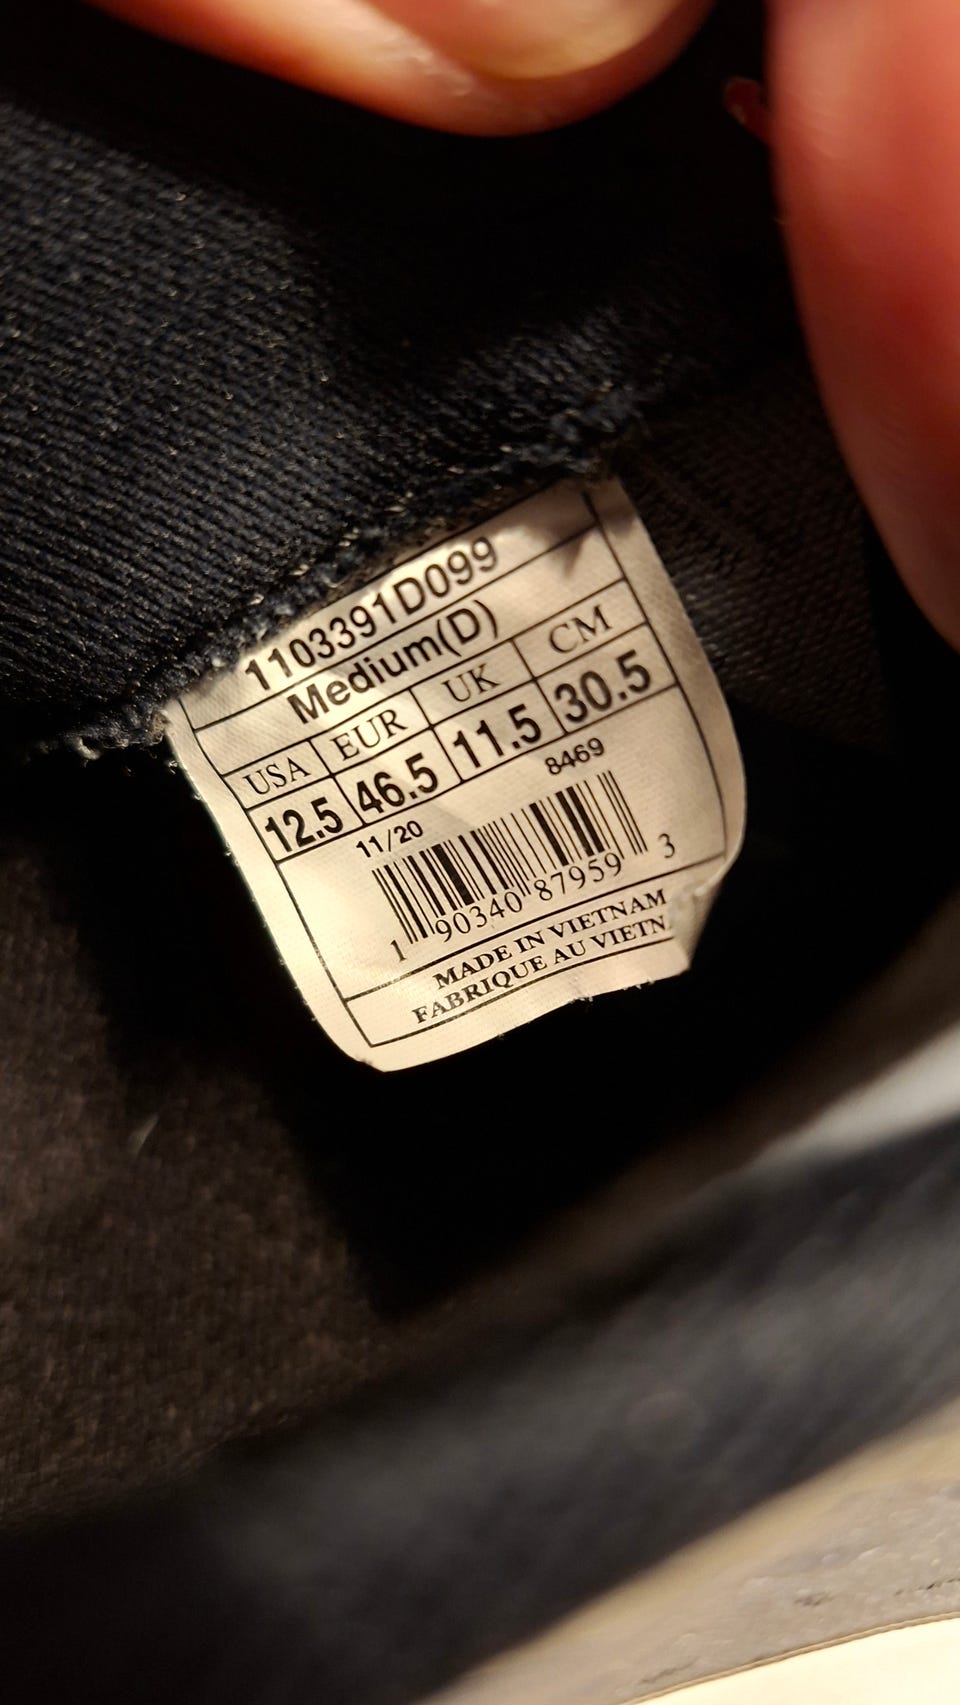 1103391D099
Medium(D)
USA EUR UK CM
12.5 46.5 11.5 30.5
11/20 8469
1 90340 87959 3
MADE IN VIETNAM
FABRIQUE AU VIETN